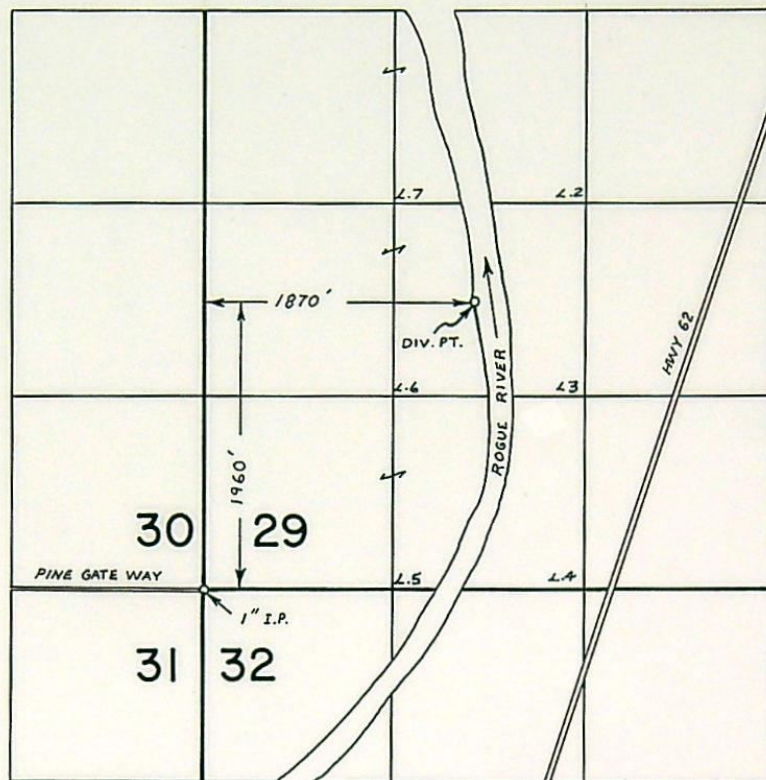 L.7
L.2
1870'
DIV. PT.
HWY 62
L.6
L3
ROGUE RIVER
1960'
30
29
PINE GATE WAY
L.5
L.4
1" I.P.
31
32